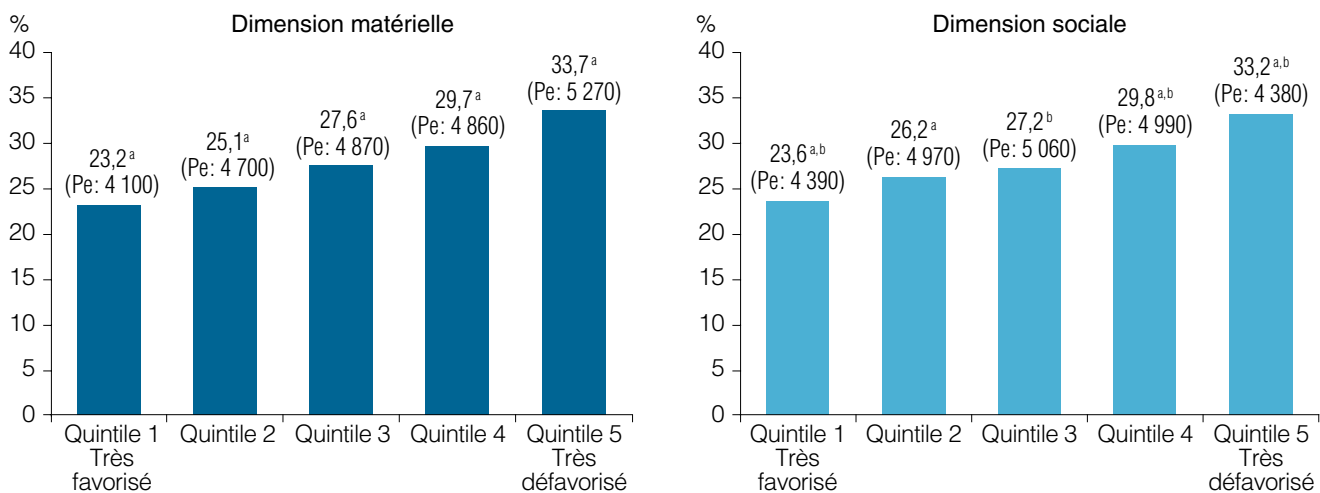 %
Dimension matérielle
40
35
30
25
20
15
10
5
0
23,2 a
(Pe: 4 100)
25,1 a
(Pe: 4 700)
27,6 a
(Pe: 4 870)
29,7 a
(Pe: 4 860)
33,7 a
(Pe: 5 270)
Quintile 1
Très
favorisé
Quintile 2
Quintile 3
Quintile 4
Quintile 5
Très
défavorisé
%
Dimension sociale
40
35
30
25
20
15
10
5
0
23,6 a,b
(Pe: 4 390)
26,2 a
(Pe: 4 970)
27,2 b
(Pe: 5 060)
29,8 a,b
(Pe: 4 990)
33,2 a,b
(Pe: 4 380)
Quintile 1
Très
favorisé
Quintile 2
Quintile 3
Quintile 4
Quintile 5
Très
défavorisé